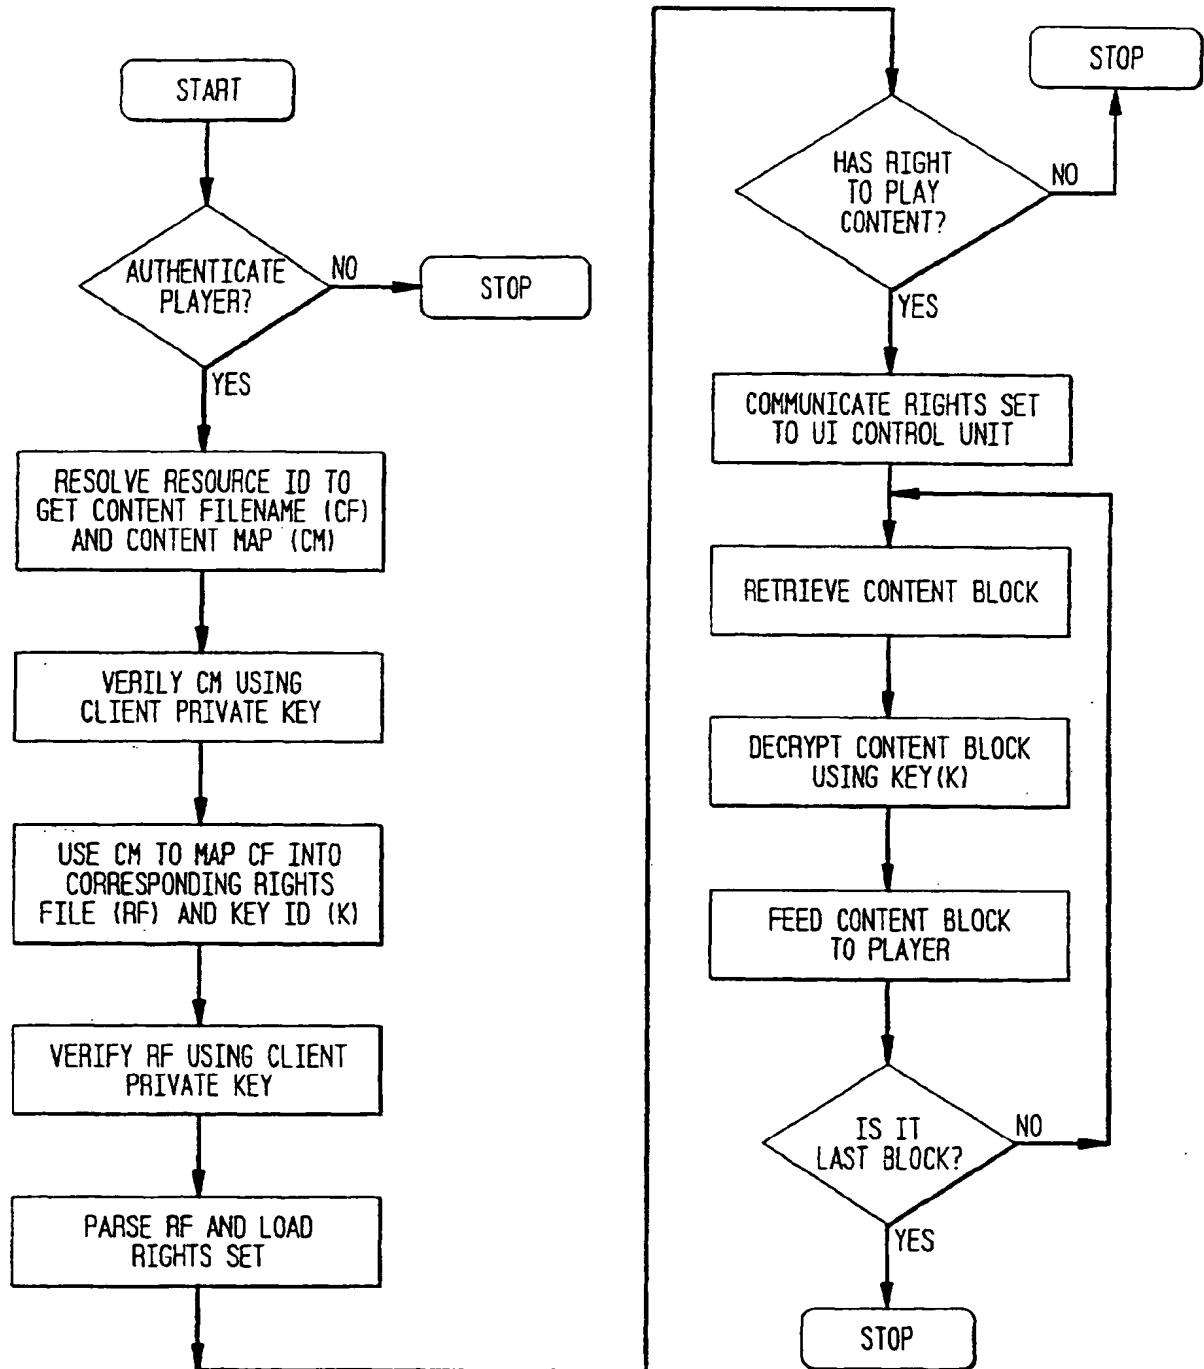 START
AUTHENTICATE
PLAYER?
NO
STOP
YES
RESOLVE RESOURCE ID TO
GET CONTENT FILENAME (CF)
AND CONTENT MAP (CM)
VERILY CM USING
CLIENT PRIVATE KEY
USE CM TO MAP CF INTO
CORRESPONDING RIGHTS
FILE (RF) AND KEY ID (K)
VERIFY RF USING CLIENT
PRIVATE KEY
PARSE RF AND LOAD
RIGHTS SET
HAS RIGHT
TO PLAY
CONTENT?
NO
STOP
YES
COMMUNICATE RIGHTS SET
TO UI CONTROL UNIT
RETRIEVE CONTENT BLOCK
DECRYPT CONTENT BLOCK
USING KEY(K)
FEED CONTENT BLOCK
TO PLAYER
IS IT
LAST BLOCK?
NO
YES
STOP